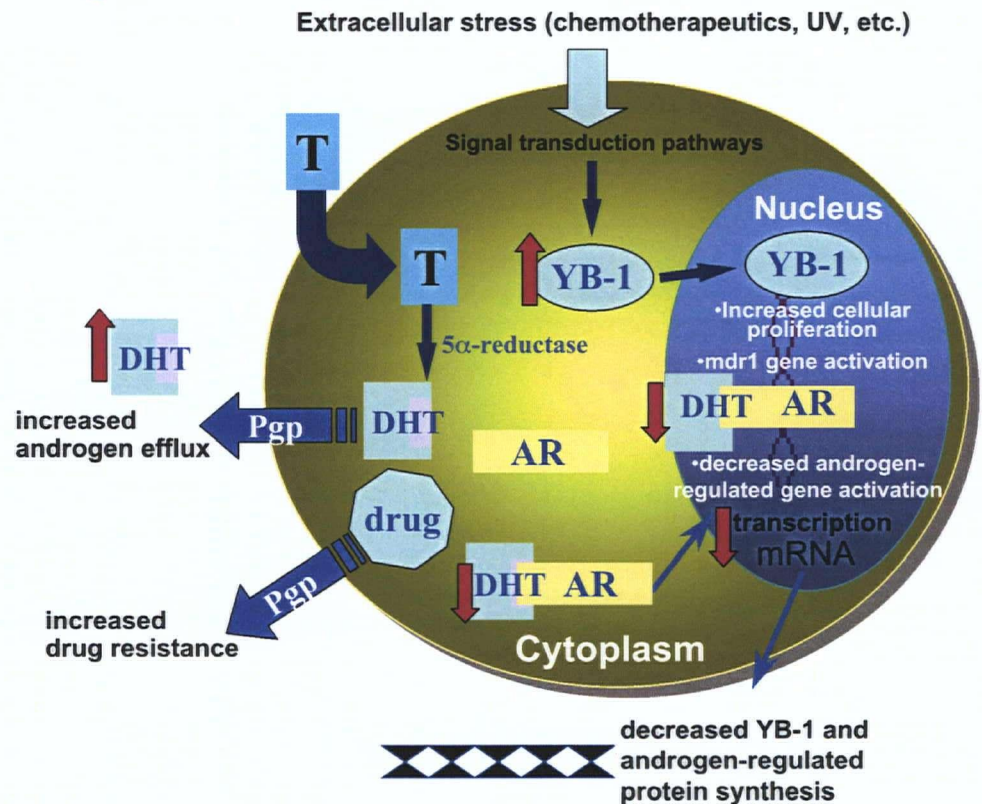 Extracellular stress (chemotherapeutics, UV, etc.)
Signal transduction pathways
T
T
Nucleus
YB-1
YB-1
•Increased cellular
proliferation
•mdr1 gene activation
5α-reductase
DHT
DHT
DHT AR
increased
androgen efflux
Pgp
AR
•decreased androgen-
regulated gene activation
drug
transcription
mRNA
DHT AR
Pgp
increased
drug resistance
Cytoplasm
decreased YB-1 and
androgen-regulated
protein synthesis